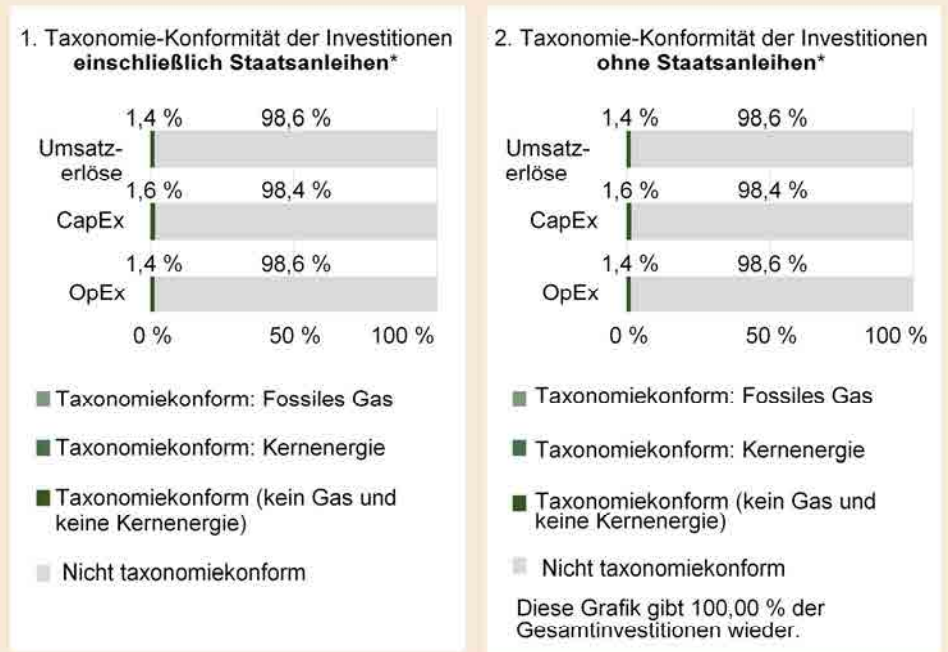 1. Taxonomie-Konformität der Investitionen
einschließlich Staatsanleihen*
1,4 % 98,6 %
Umsatz-
erlöse
1,6 % 98,4 %
CapEx
1,4 % 98,6 %
OpEx
0 % 50 % 100 %
Taxonomiekonform: Fossiles Gas
Taxonomiekonform: Kernenergie
Taxonomiekonform (kein Gas und
keine Kernenergie)
Nicht taxonomiekonform
2. Taxonomie-Konformität der Investitionen
ohne Staatsanleihen*
1,4 % 98,6 %
Umsatz-
erlöse
1,6 % 98,4 %
CapEx
1,4 % 98,6 %
OpEx
0 % 50 % 100 %
Taxonomiekonform: Fossiles Gas
Taxonomiekonform: Kernenergie
Taxonomiekonform (kein Gas und
keine Kernenergie)
Nicht taxonomiekonform
Diese Grafik gibt 100,00 % der
Gesamtinvestitionen wieder.